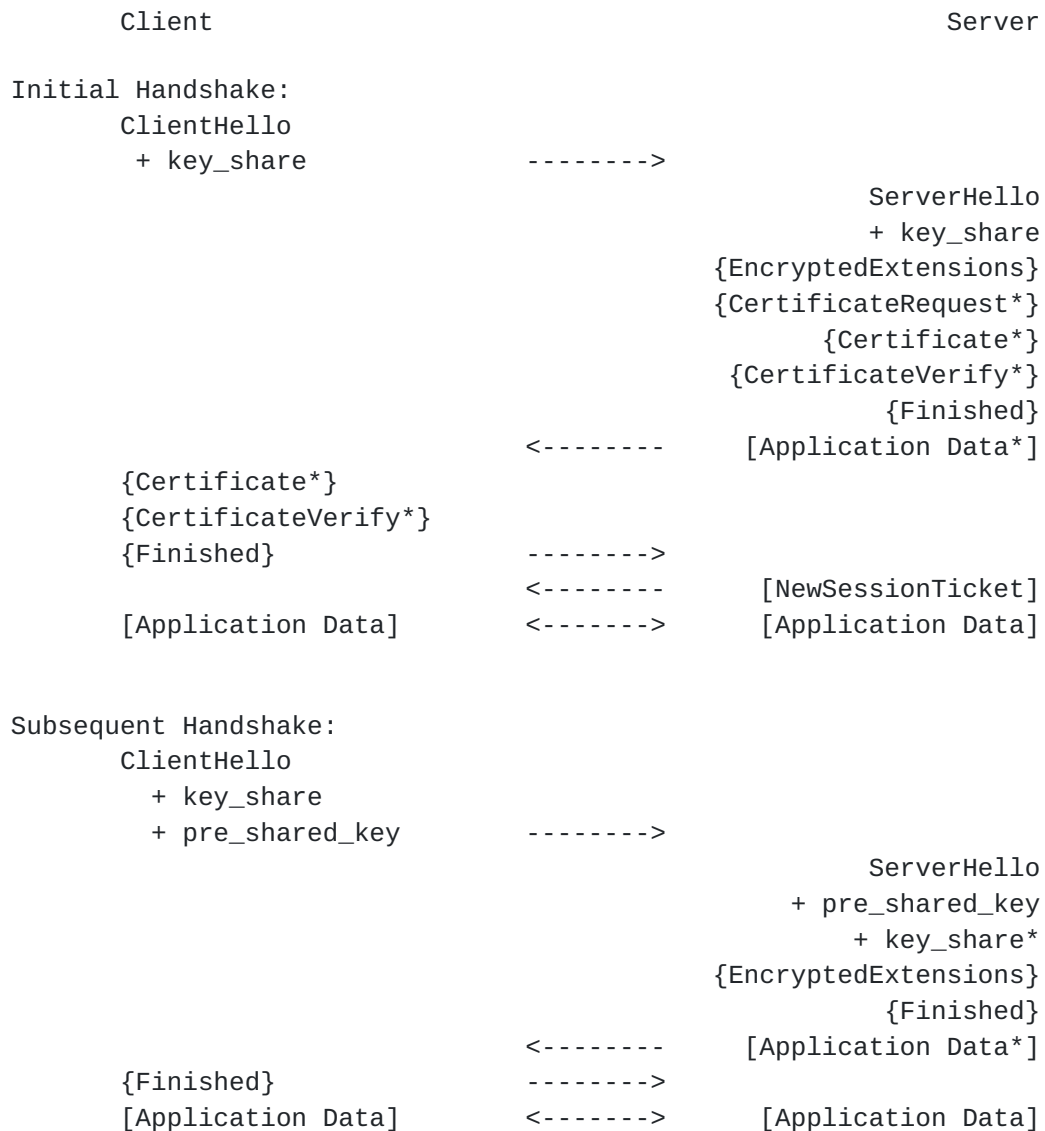 Client Server
Initial Handshake:
ClientHello
+ key_share -------->
ServerHello
+ key_share
{EncryptedExtensions}
{CertificateRequest*}
{Certificate*}
{CertificateVerify*}
{Finished}
<-------- [Application Data*]
{Certificate*}
{CertificateVerify*}
{Finished} -------->
<-------- [NewSessionTicket]
[Application Data] <-------> [Application Data]
Subsequent Handshake:
ClientHello
+ key_share
+ pre_shared_key -------->
ServerHello
+ pre_shared_key
+ key_share*
{EncryptedExtensions}
{Finished}
<-------- [Application Data*]
{Finished} -------->
[Application Data] <-------> [Application Data]